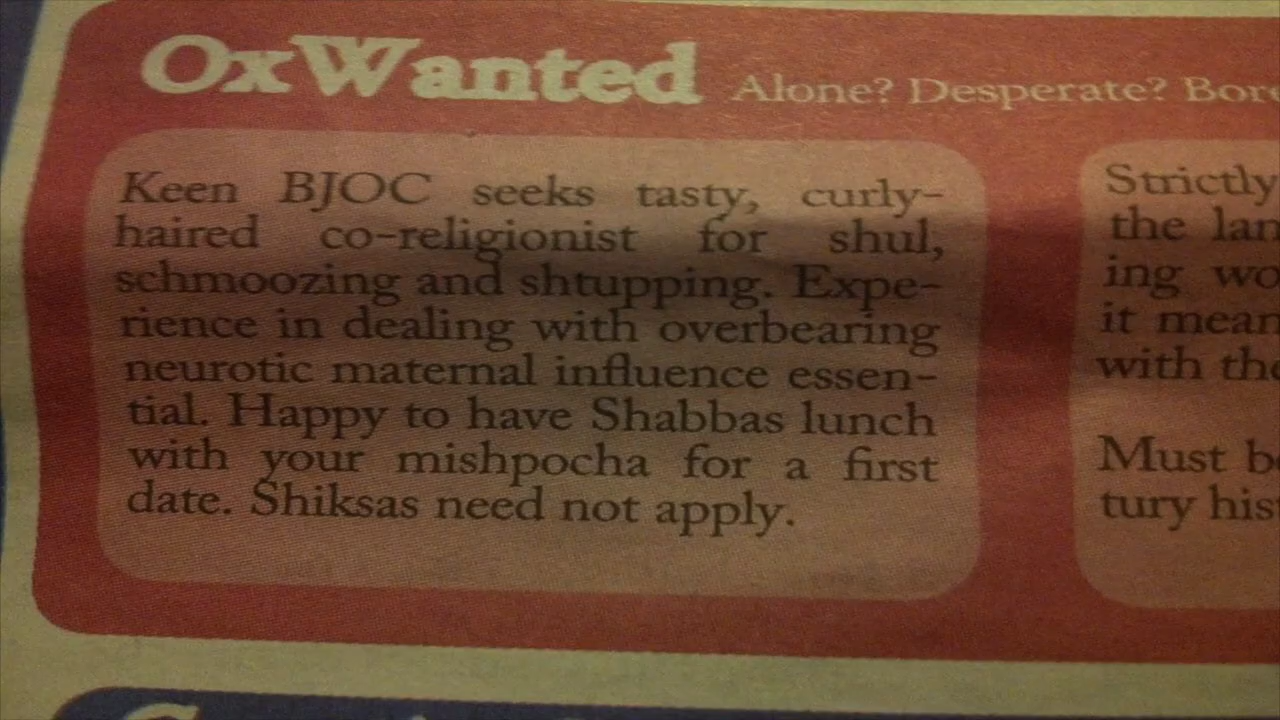 OxWanted Alone? Desperate?
Keen BJOC seeks tasty, curly-
haired co-religionist for shul,
schmoozing and shtupping. Expe-
rience in dealing with overbearing
neurotic maternal influence essen-
tial. Happy to have Shabbas lunch
with your mishpocha for a first
date. Shiksas need not apply.
Strictly
the
ing
it
with
Must
tury